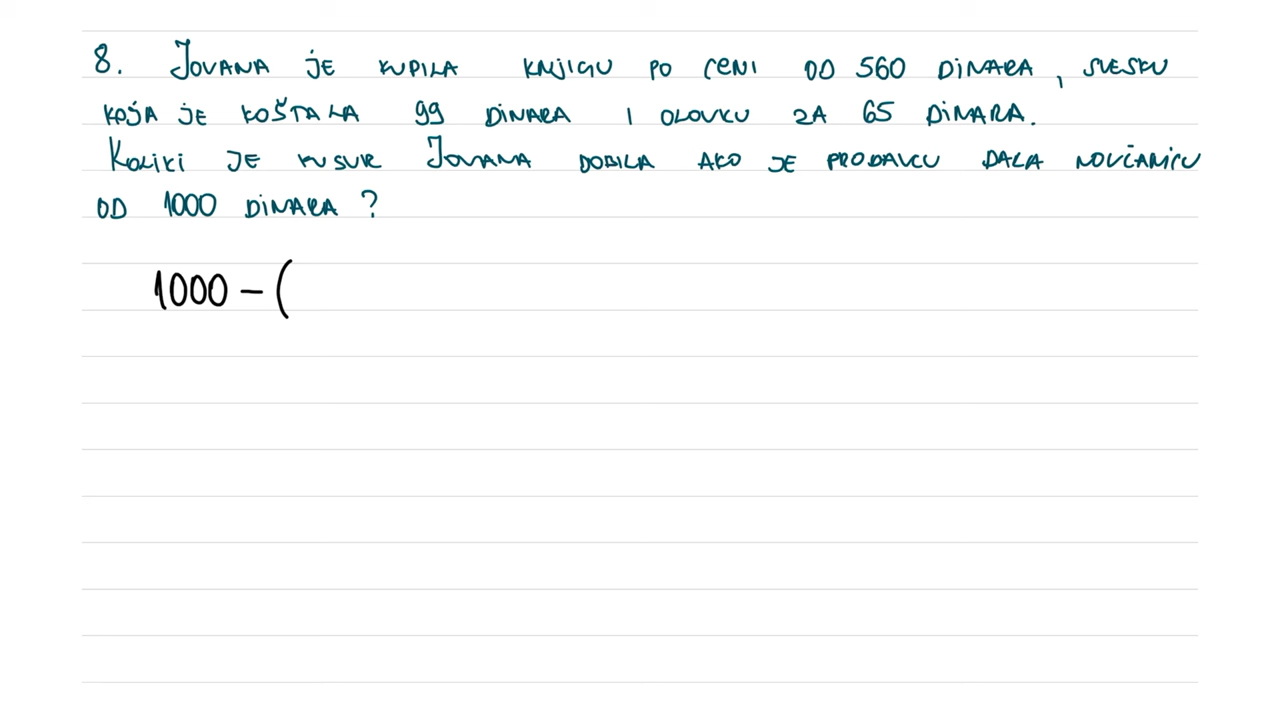 8. JOVANA JE KUPILA KNJIGU PO CENI OD 560 DINARA, SVESKU
KOJA JE KOŠTALA 99 DINARA I OLOVKU ZA 65 DINARA.
KOLIKI JE KUSUR JOVANA DOBILA AKO JE PRODAVCU DALA NOVČANICU
OD 1000 DINARA?
1000 - (